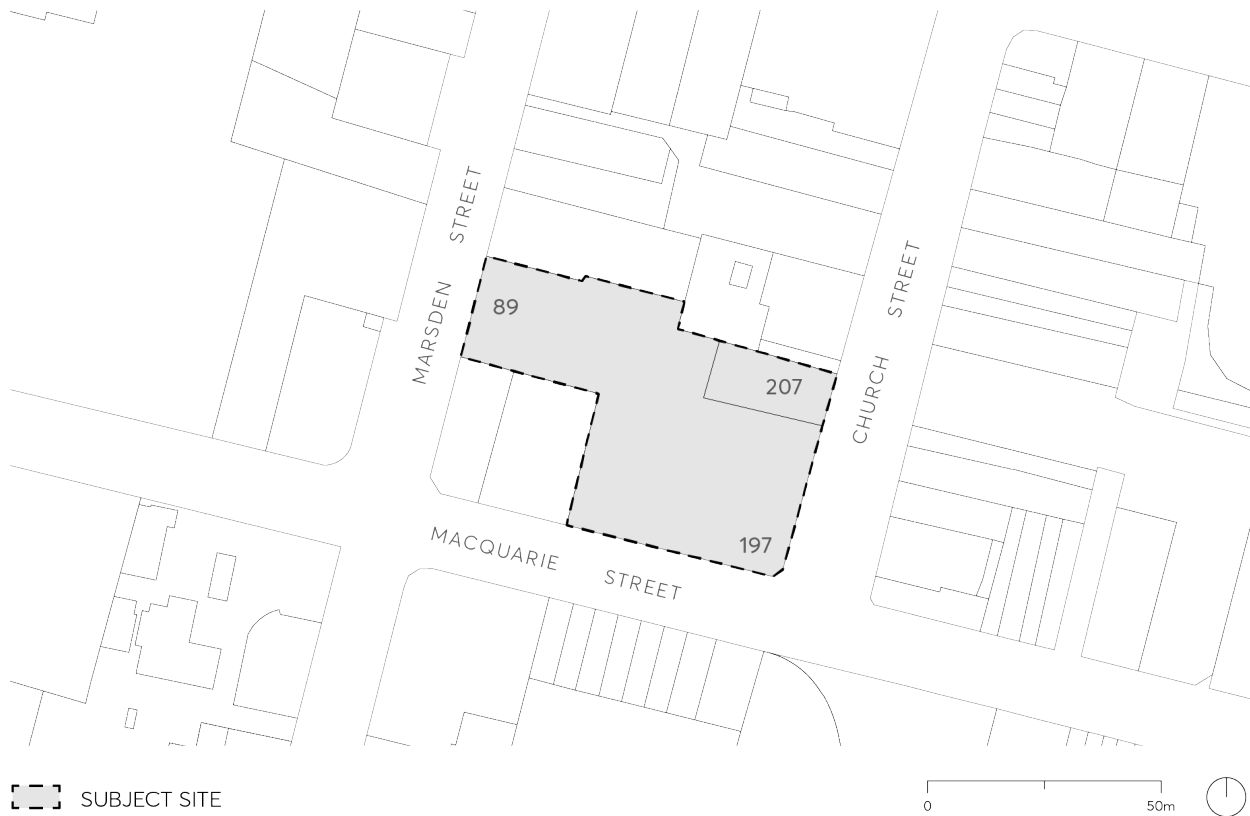 MARSDEN STREET
CHURCH STREET
89
207
197
MACQUARIE STREET
SUBJECT SITE
0 50m